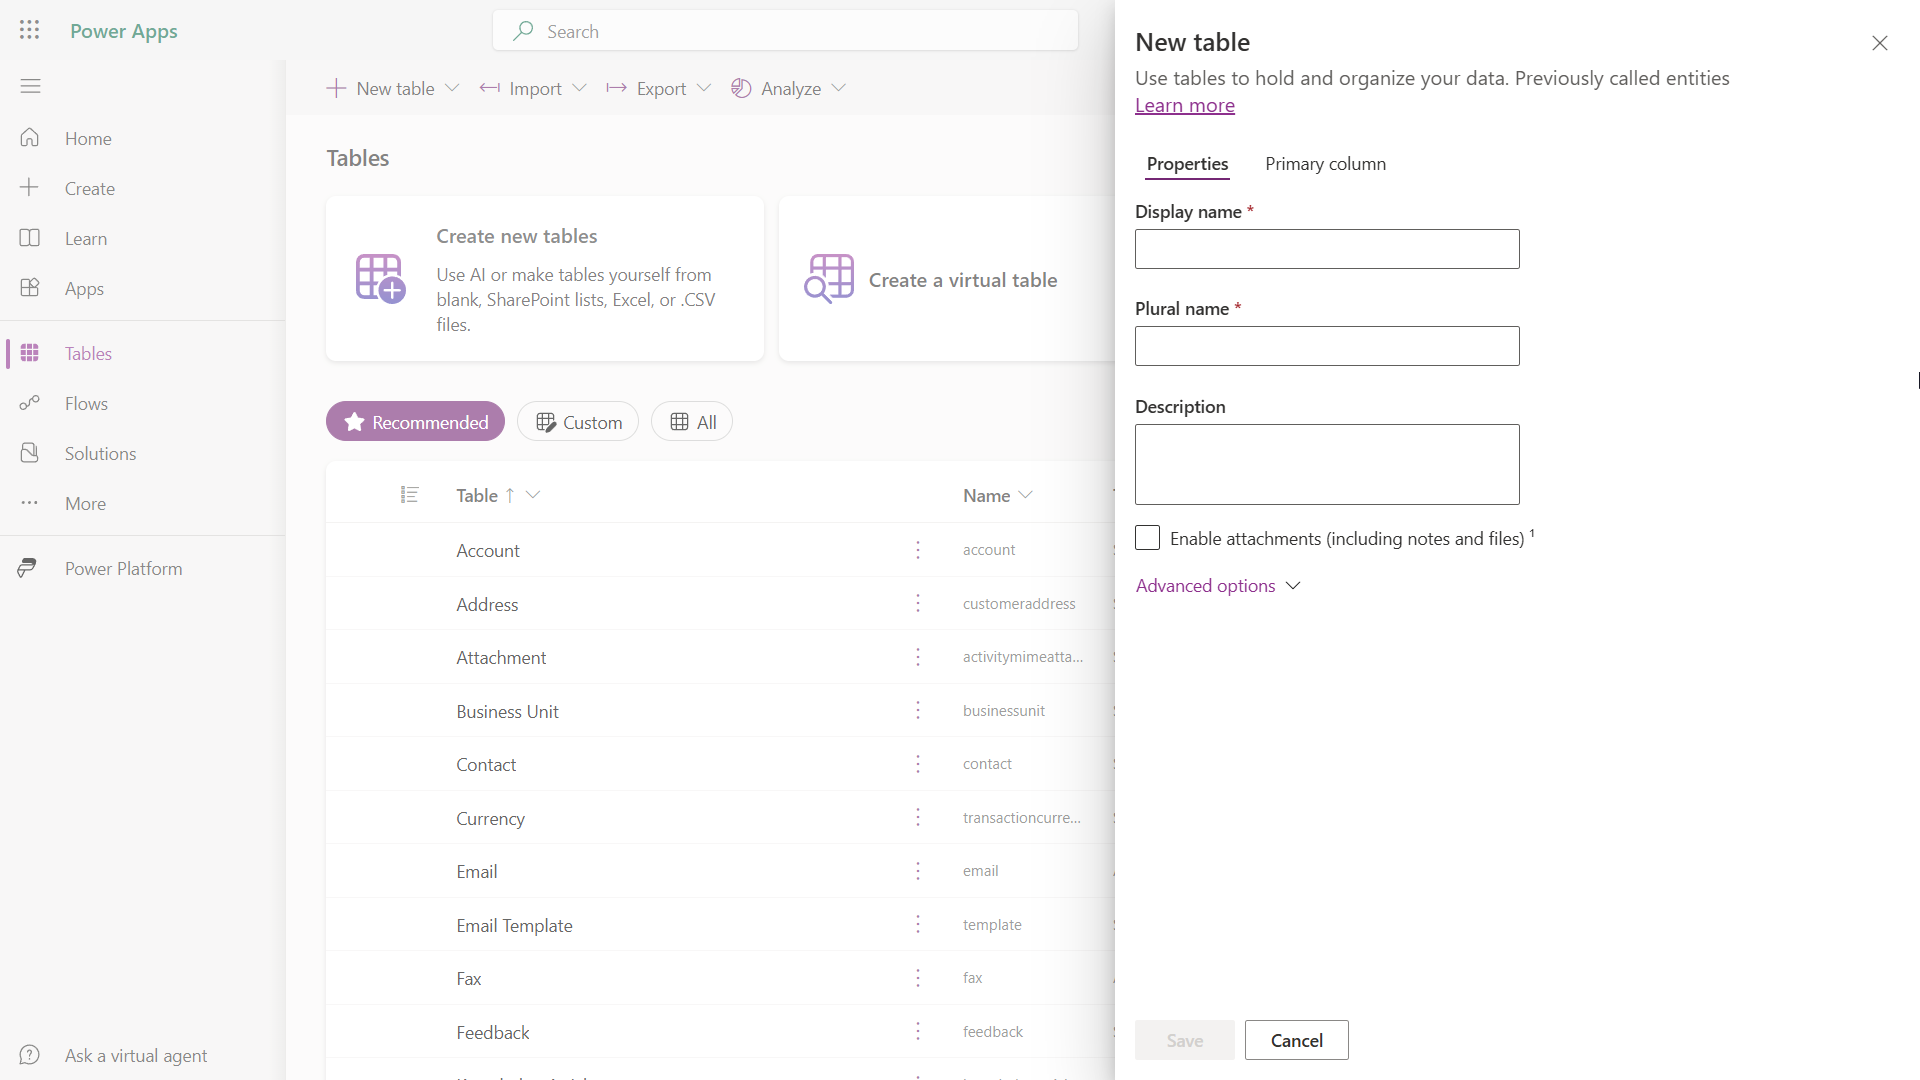 Power Apps
Search
Home
Create
Learn
Apps
Tables
Flows
Solutions
More
Power Platform
Ask a virtual agent
New table
Import
Export
Analyze
Tables
Create new tables
Use AI or make tables yourself from
blank, SharePoint lists, Excel, or .CSV
files.
Create a virtual table
Recommended
Custom
All
Table ↑
Name
Account
account
Address
customeraddress
Attachment
activitymimeatta...
Business Unit
businessunit
Contact
contact
Currency
transactioncurre...
Email
email
Email Template
template
Fax
fax
Feedback
feedback
New table
Use tables to hold and organize your data. Previously called entities
Learn more
Properties
Primary column
Display name *
Plural name *
Description
Enable attachments (including notes and files) ¹
Advanced options
Save
Cancel